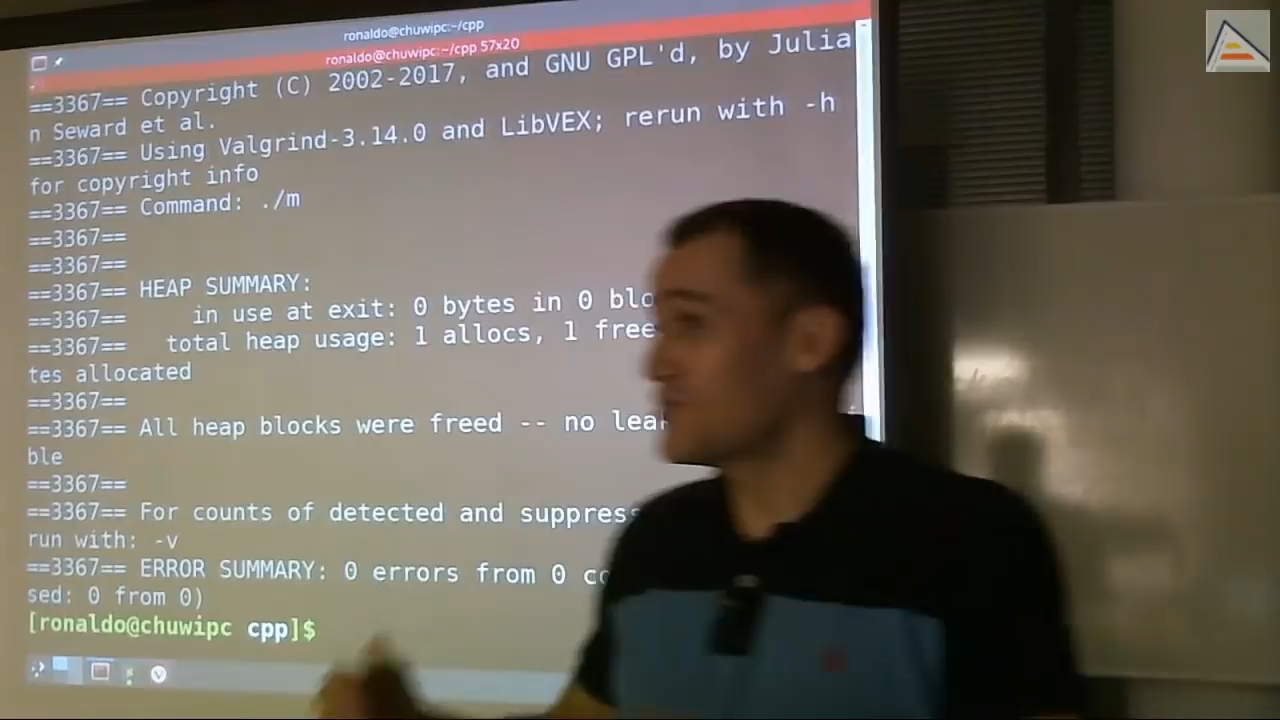 ronaldo@chuwipc:~/cpp
ronaldo@chuwipc:~/cpp 57x20
==3367== Copyright (C) 2002-2017, and GNU GPL'd, by Julia
n Seward et al.
==3367== Using Valgrind-3.14.0 and LibVEX; rerun with -h
for copyright info
==3367== Command: ./m
==3367==
==3367==
==3367== HEAP SUMMARY:
==3367== in use at exit: 0 bytes in 0 blo
==3367== total heap usage: 1 allocs, 1 free
tes allocated
==3367==
==3367== All heap blocks were freed -- no lea
ble
==3367==
==3367== For counts of detected and suppres
run with: -v
==3367== ERROR SUMMARY: 0 errors from 0 co
sed: 0 from 0)
[ronaldo@chuwipc cpp]$